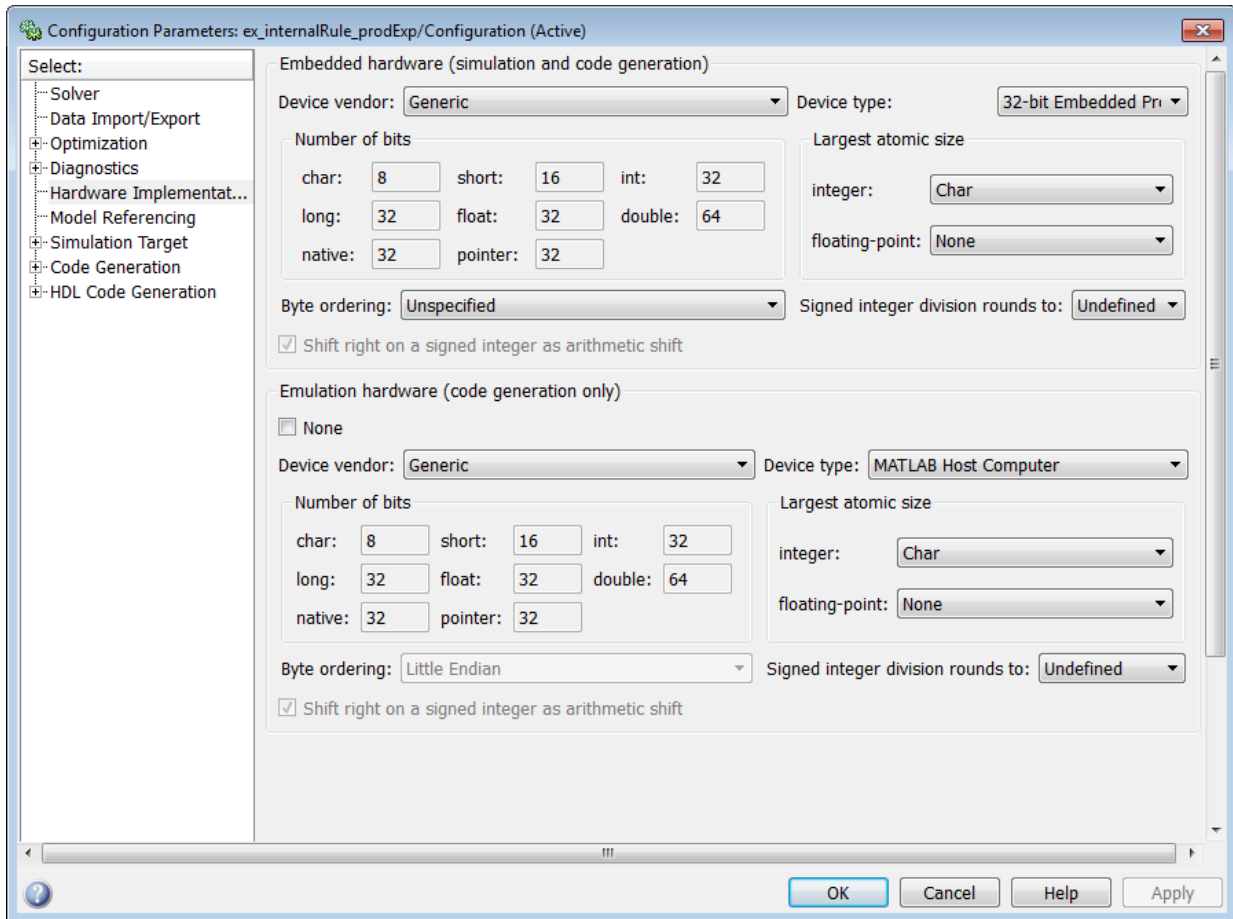 Configuration Parameters: ex_internalRule_prodExp/Configuration (Active)
Select:
Solver
Data Import/Export
Optimization
Diagnostics
Hardware Implementat...
Model Referencing
Simulation Target
Code Generation
HDL Code Generation
Embedded hardware (simulation and code generation)
Device vendor: Generic Device type: 32-bit Embedded Pro
Number of bits Largest atomic size
char: 8 short: 16 int: 32
integer: Char
long: 32 float: 32 double: 64
floating-point: None
native: 32 pointer: 32
Byte ordering: Unspecified Signed integer division rounds to: Undefined
Shift right on a signed integer as arithmetic shift
Emulation hardware (code generation only)
None
Device vendor: Generic Device type: MATLAB Host Computer
Number of bits Largest atomic size
char: 8 short: 16 int: 32
integer: Char
long: 32 float: 32 double: 64
floating-point: None
native: 32 pointer: 32
Byte ordering: Little Endian Signed integer division rounds to: Undefined
Shift right on a signed integer as arithmetic shift
OK Cancel Help Apply